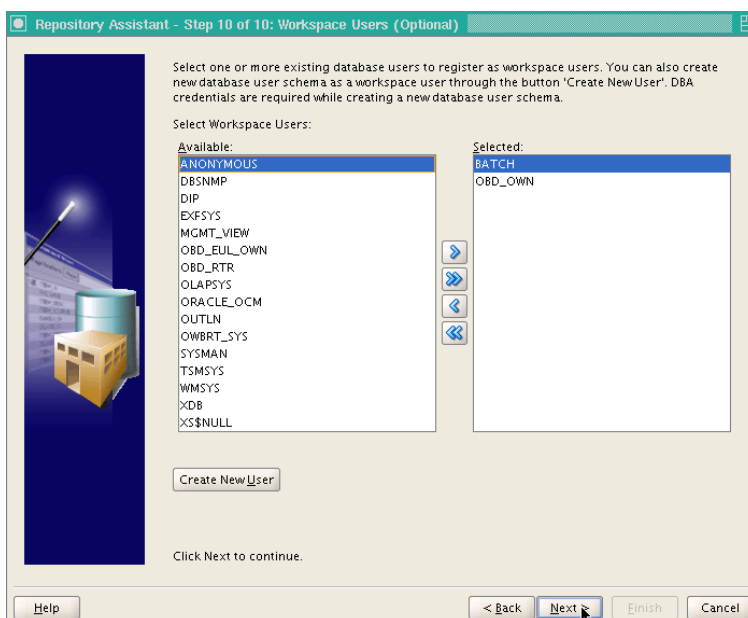 Repository Assistant - Step 10 of 10: Workspace Users (Optional)
Select one or more existing database users to register as workspace users. You can also create
new database user schema as a workspace user through the button 'Create New User'. DBA
credentials are required while creating a new database user schema.
Select Workspace Users:
Available:
ANONYMOUS
DBSNMP
DIP
EXFSYS
MGMT_VIEW
OBD_EUL_OWN
OBD_RTR
OLAPSYS
ORACLE_OCM
OUTLN
OWBRT_SYS
SYSMAN
TSMSYS
WMSYS
XDB
XS$NULL
Selected:
BATCH
OBD_OWN
Create New User
Click Next to continue.
Help
< Back
Next >
Finish
Cancel